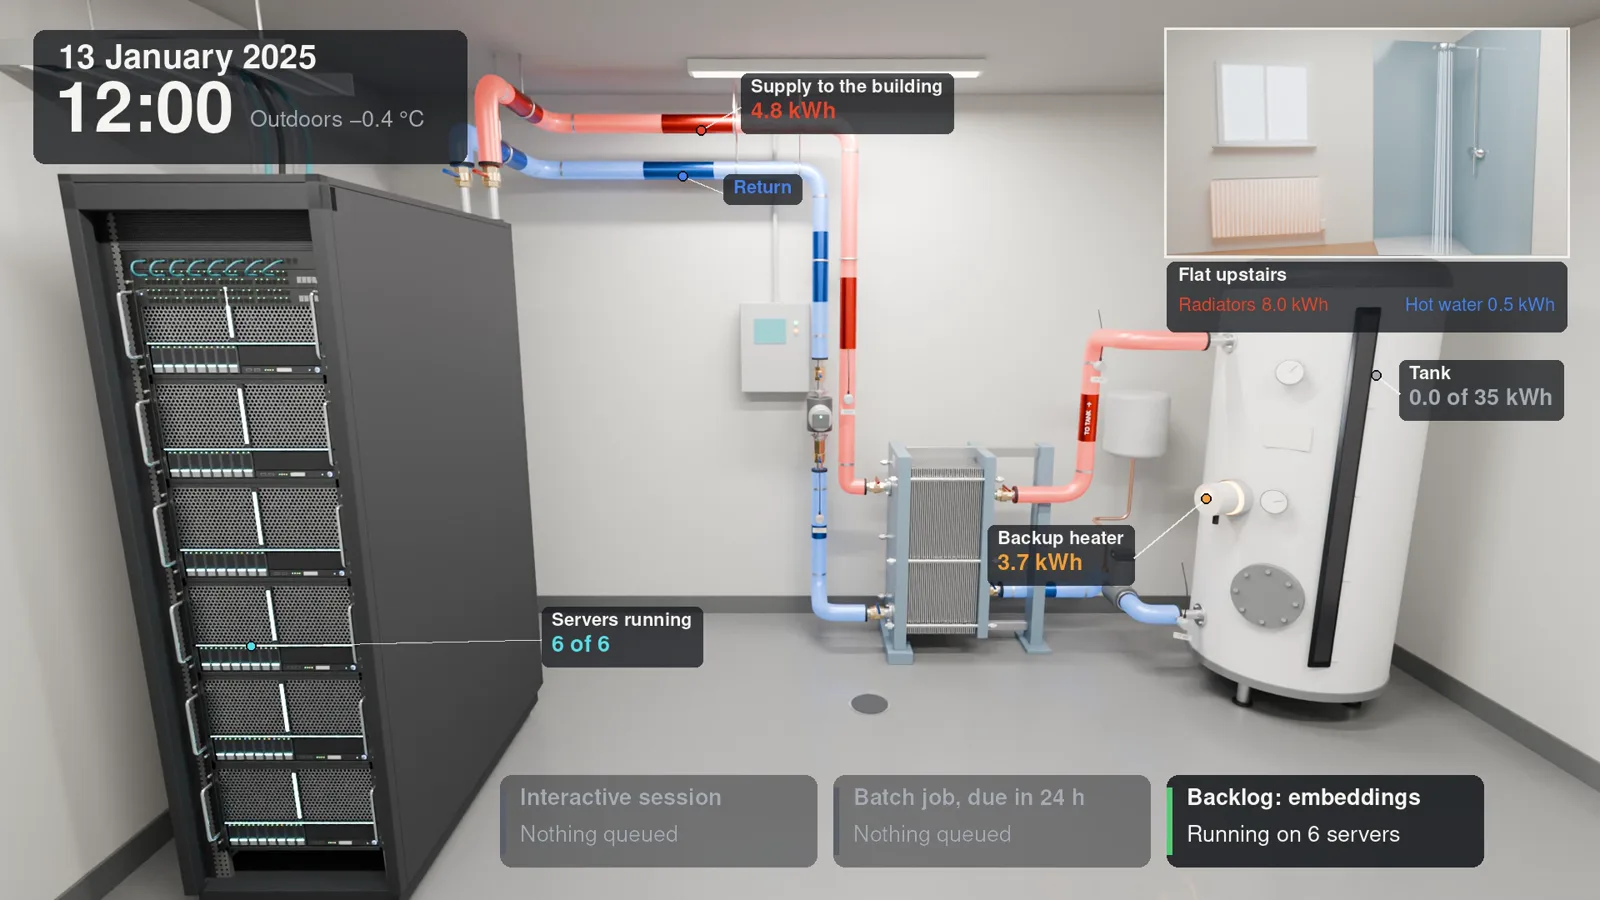 13 January 2025
12:00
Outdoors −0.4 °C
Supply to the building
4.8 kWh
Return
Flat upstairs
Radiators 8.0 kWh
Hot water 0.5 kWh
Tank
0.0 of 35 kWh
TO TANK
Backup heater
3.7 kWh
Servers running
6 of 6
Interactive session
Nothing queued
Batch job, due in 24 h
Nothing queued
Backlog: embeddings
Running on 6 servers